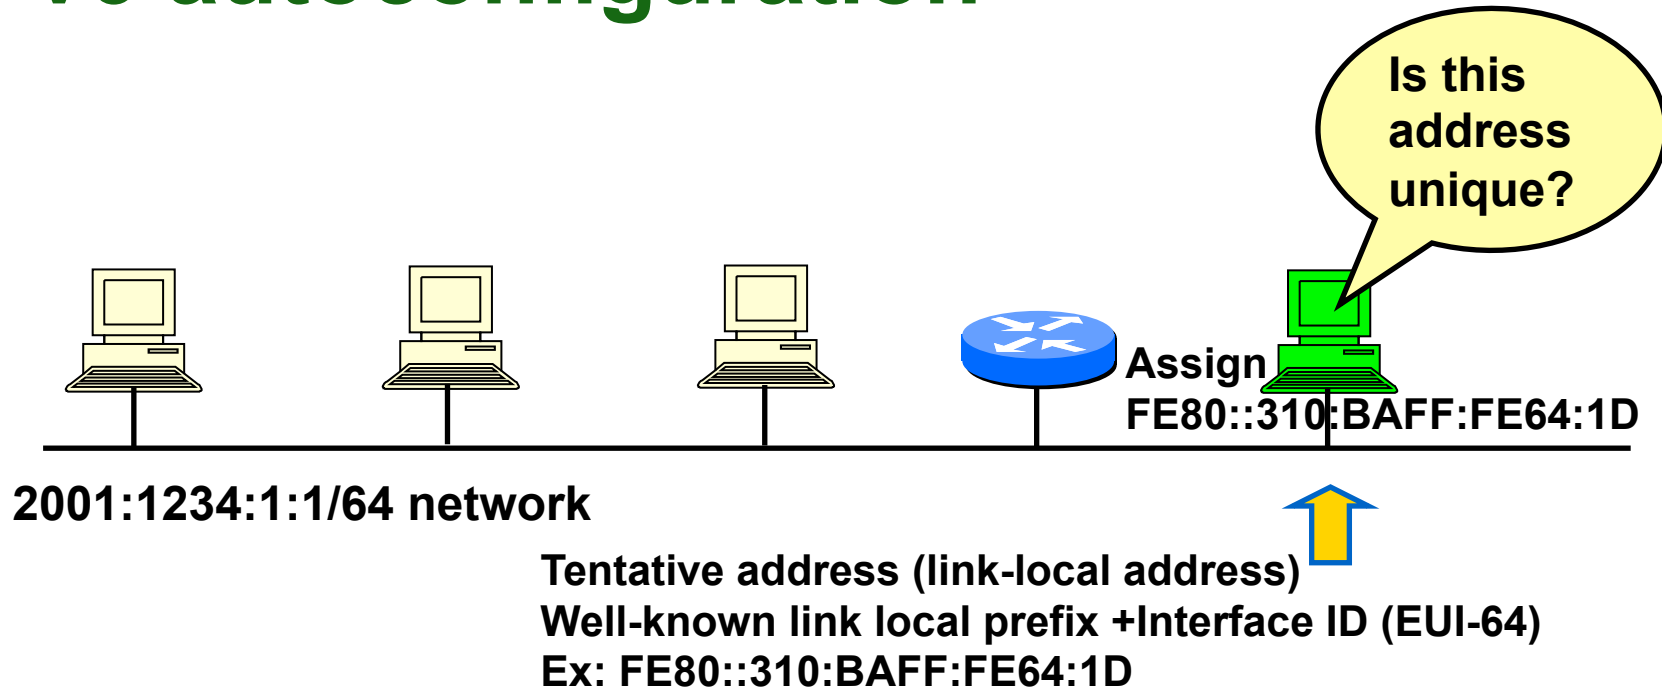 autoconfiguration
Is this
address
unique?
Assign
FE80::310:BAFF:FE64:1D
2001:1234:1:1/64 network
Tentative address (link-local address)
Well-known link local prefix +Interface ID (EUI-64)
Ex: FE80::310:BAFF:FE64:1D